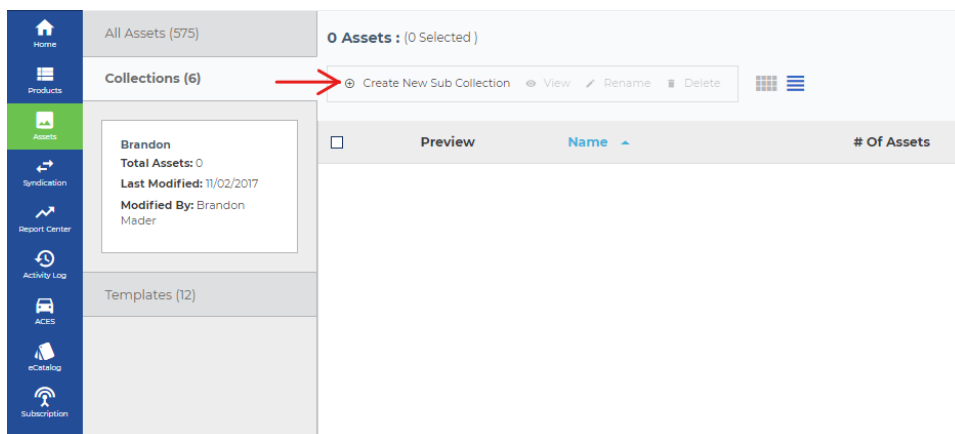 Home
Products
Assets
Syndication
Report Center
Activity Log
ACES
eCatalog
Subscription
All Assets (575)
Collections (6)
Brandon
Total Assets: 0
Last Modified: 11/02/2017
Modified By: Brandon
Mader
Templates (12)
0 Assets : (0 Selected )
Create New Sub Collection View Rename Delete
Preview Name # Of Assets